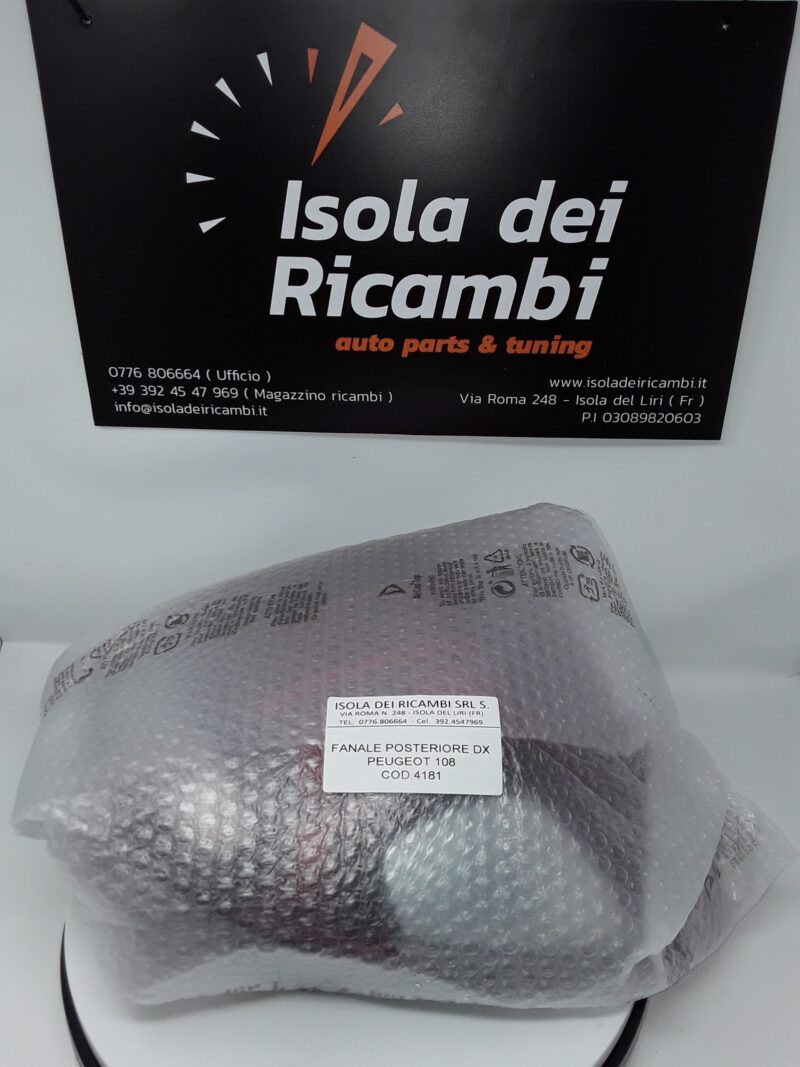 Isola dei
Ricambi
auto parts & tuning
0776 806664 ( Ufficio )
+39 392 45 47 969 ( Magazzino ricambi )
info@isoladeiricambi.it
www.isoladeiricambi.it
Via Roma 248 - Isola del Liri ( Fr )
P.I 03089820603
ATTENZIONE:
ISOLA DEI RICAMBI SRL S.
VIA ROMA N. 248 - ISOLA DEL LIRI (FR)
TEL. 0776.806664 - Cel. 392.4547969
FANALE POSTERIORE DX
PEUGEOT 108
COD.4181